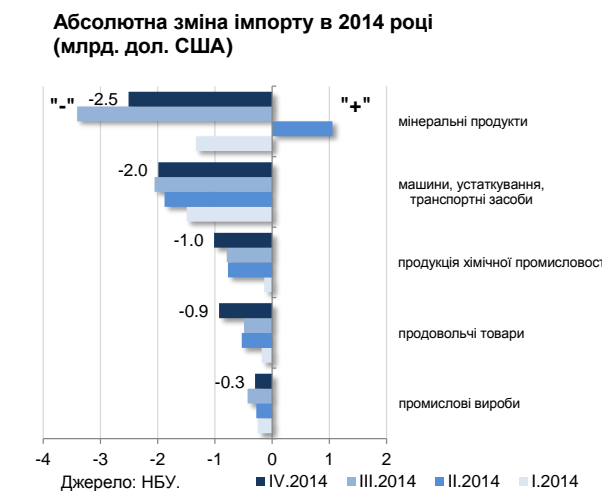 Абсолютна зміна імпорту в 2014 році
(млрд. дол. США)
"-"
"+"
-2.5
мінеральні продукти
-2.0
машини, устаткування,
транспортні засоби
-1.0
продукція хімічної промисловост
-0.9
продовольчі товари
-0.3
промислові вироби
-4 -3 -2 -1 0 1 2
Джерело: НБУ.
IV.2014 III.2014 II.2014 I.2014